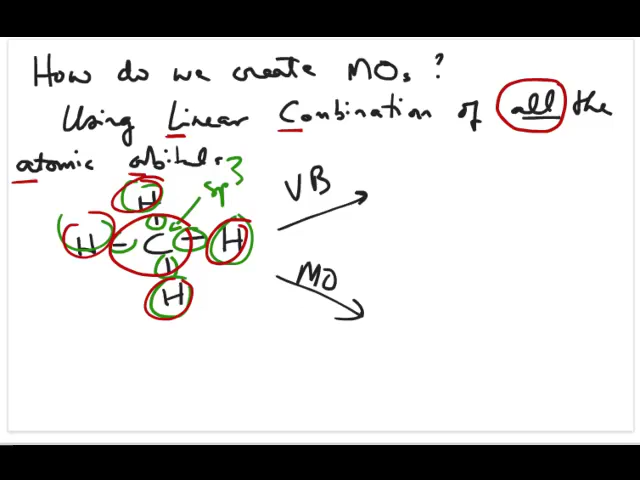 How do we create MOs?
Using Linear Combination of all the
atomic orbitals
sp3
VB
H
H - C - H
H
MO